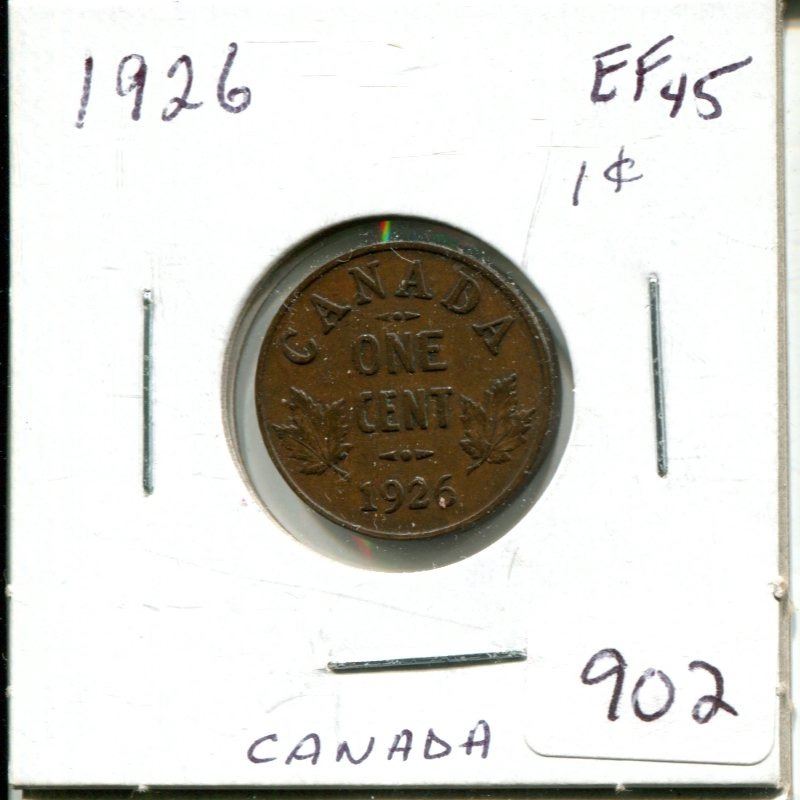 1926 EF45
1¢
CANADA
ONE
CENT
1926
902
CANADA